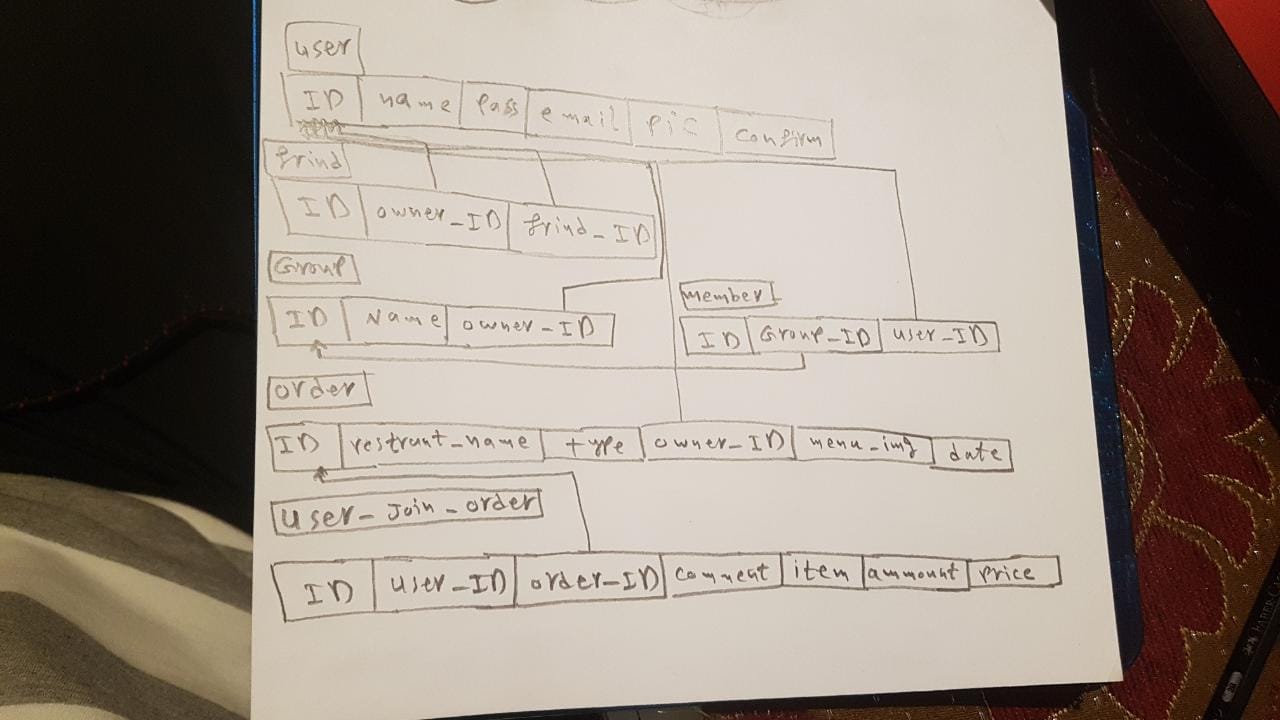 user
ID name Pass email Pic Confirm
frind
ID owner_ID frind_ID
Group
ID Name owner_ID
member
ID Group_ID user_ID
order
ID restrunt_name type owner_ID menu_img date
User_Join_order
ID User_ID order_ID comment item ammount price